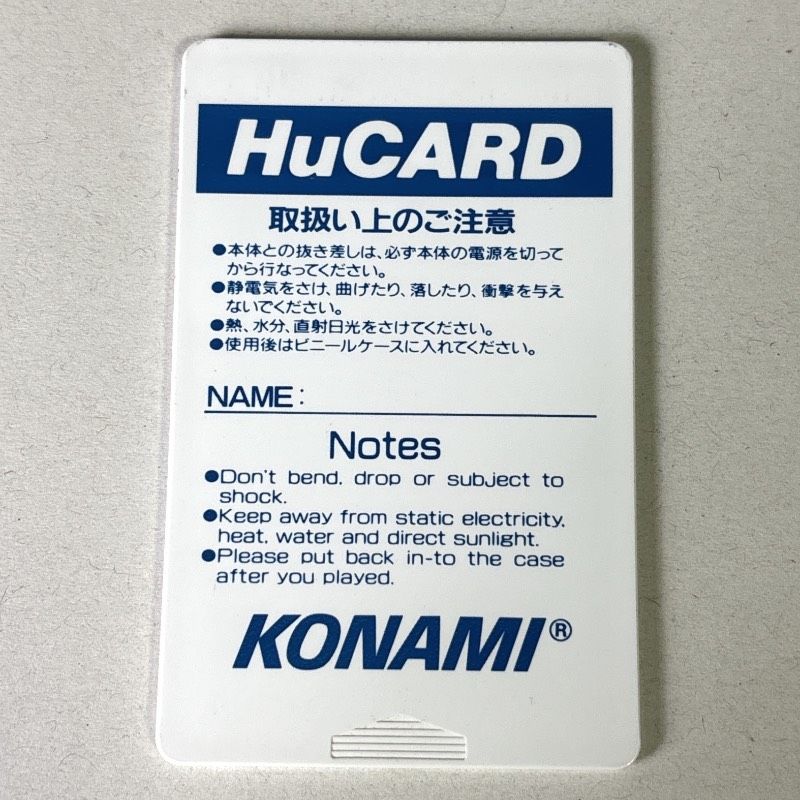 HuCARD
取扱い上のご注意
●本体との抜き差しは、必ず本体の電源を切って
から行なってください。
●静電気をさけ、曲げたり、落したり、衝撃を与え
ないでください。
●熱、水分、直射日光をさけてください。
●使用後はビニールケースに入れてください。
NAME:
Notes
●Don't bend, drop or subject to
shock.
●Keep away from static electricity,
heat, water and direct sunlight.
●Please put back in-to the case
after you played.
KONAMI®